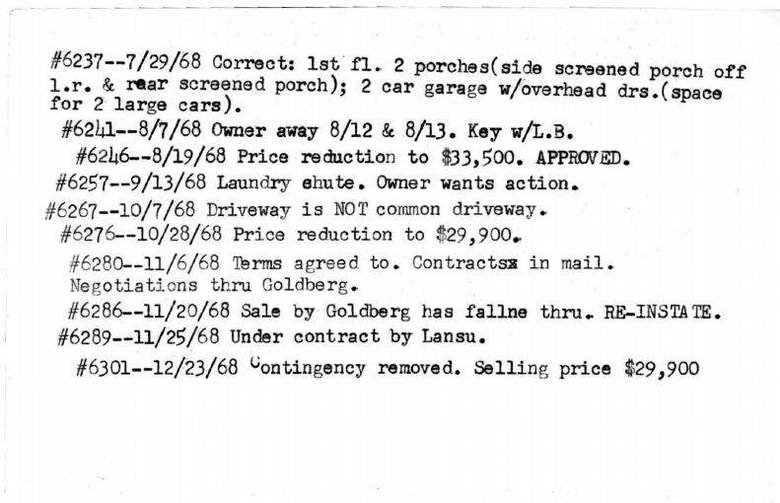 #6237--7/29/68 Correct: 1st fl. 2 porches(side screened porch off
l.r. & rear screened porch); 2 car garage w/overhead drs.(space
for 2 large cars).
#6241--8/7/68 Owner away 8/12 & 8/13. Key w/L.B.
#6246--8/19/68 Price reduction to $33,500. APPROVED.
#6257--9/13/68 Laundry chute. Owner wants action.
#6267--10/7/68 Driveway is NOT common driveway.
#6276--10/28/68 Price reduction to $29,900.
#6280--11/6/68 Terms agreed to. Contractsx in mail.
Negotiations thru Goldberg.
#6286--11/20/68 Sale by Goldberg has fallne thru. RE-INSTATE.
#6289--11/25/68 Under contract by Lansu.
#6301--12/23/68 Contingency removed. Selling price $29,900